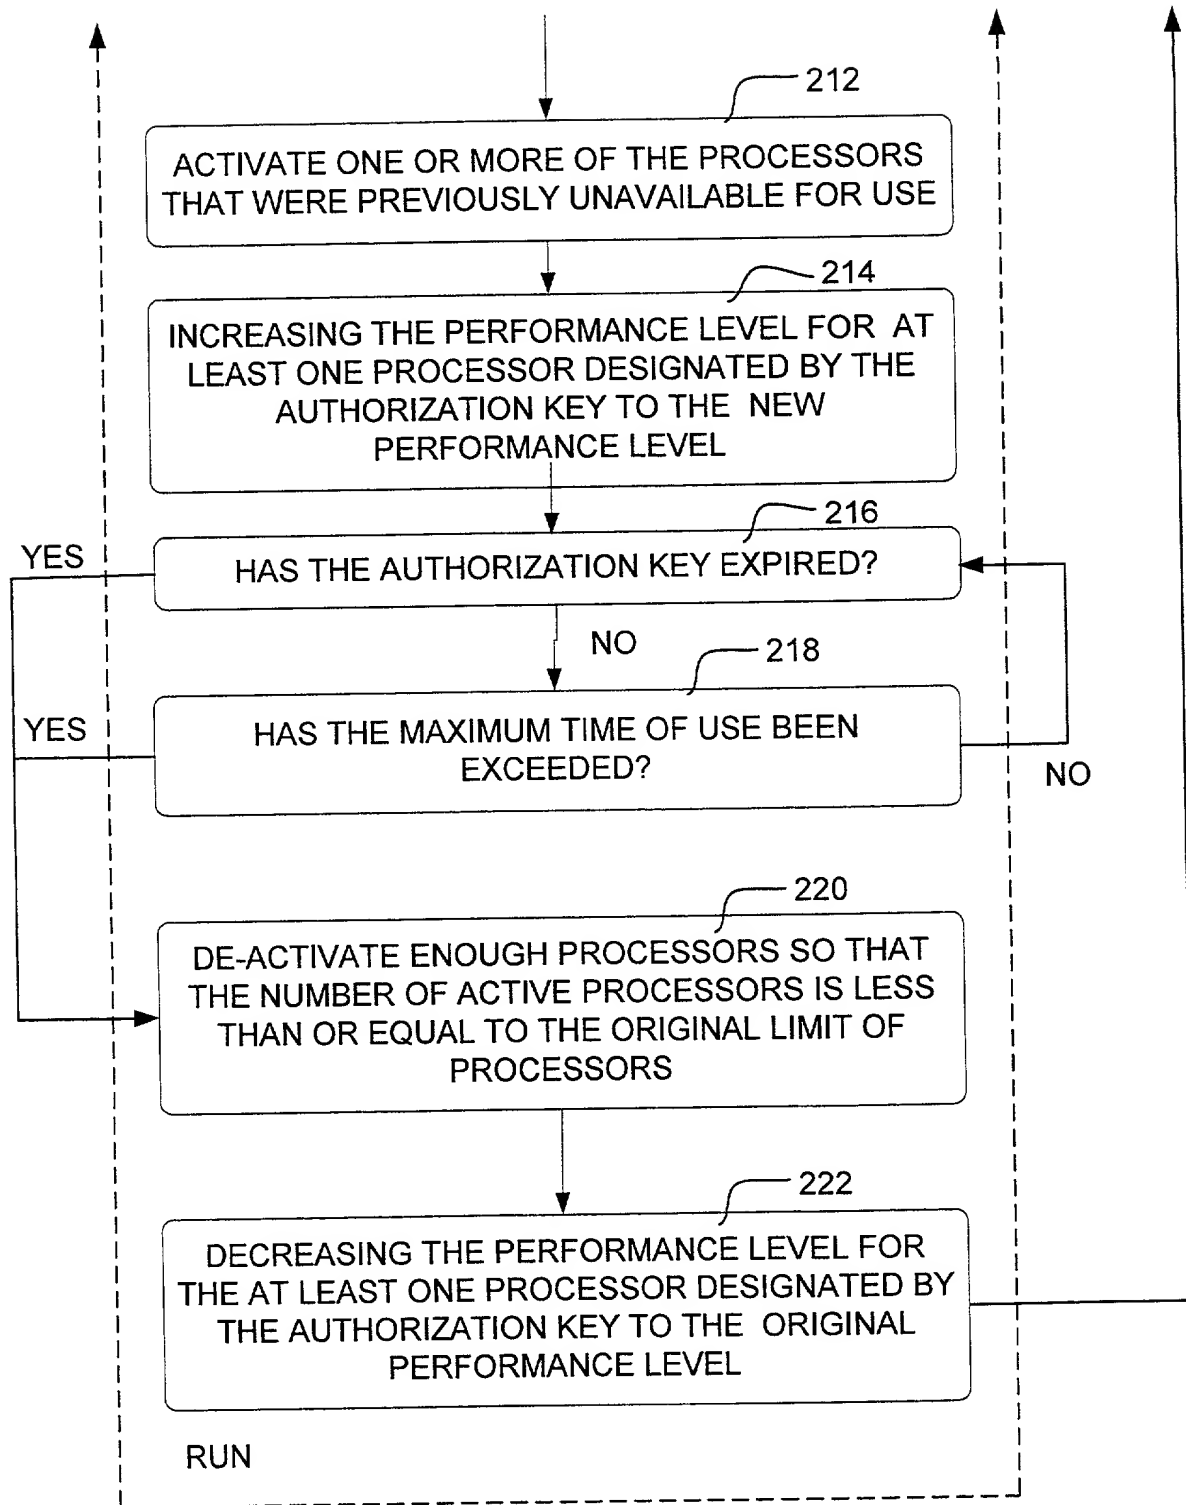 212
ACTIVATE ONE OR MORE OF THE PROCESSORS
THAT WERE PREVIOUSLY UNAVAILABLE FOR USE
214
INCREASING THE PERFORMANCE LEVEL FOR AT
LEAST ONE PROCESSOR DESIGNATED BY THE
AUTHORIZATION KEY TO THE NEW
PERFORMANCE LEVEL
216
YES
HAS THE AUTHORIZATION KEY EXPIRED?
NO
218
YES
HAS THE MAXIMUM TIME OF USE BEEN
EXCEEDED?
NO
220
DE-ACTIVATE ENOUGH PROCESSORS SO THAT
THE NUMBER OF ACTIVE PROCESSORS IS LESS
THAN OR EQUAL TO THE ORIGINAL LIMIT OF
PROCESSORS
222
DECREASING THE PERFORMANCE LEVEL FOR
THE AT LEAST ONE PROCESSOR DESIGNATED BY
THE AUTHORIZATION KEY TO THE ORIGINAL
PERFORMANCE LEVEL
RUN